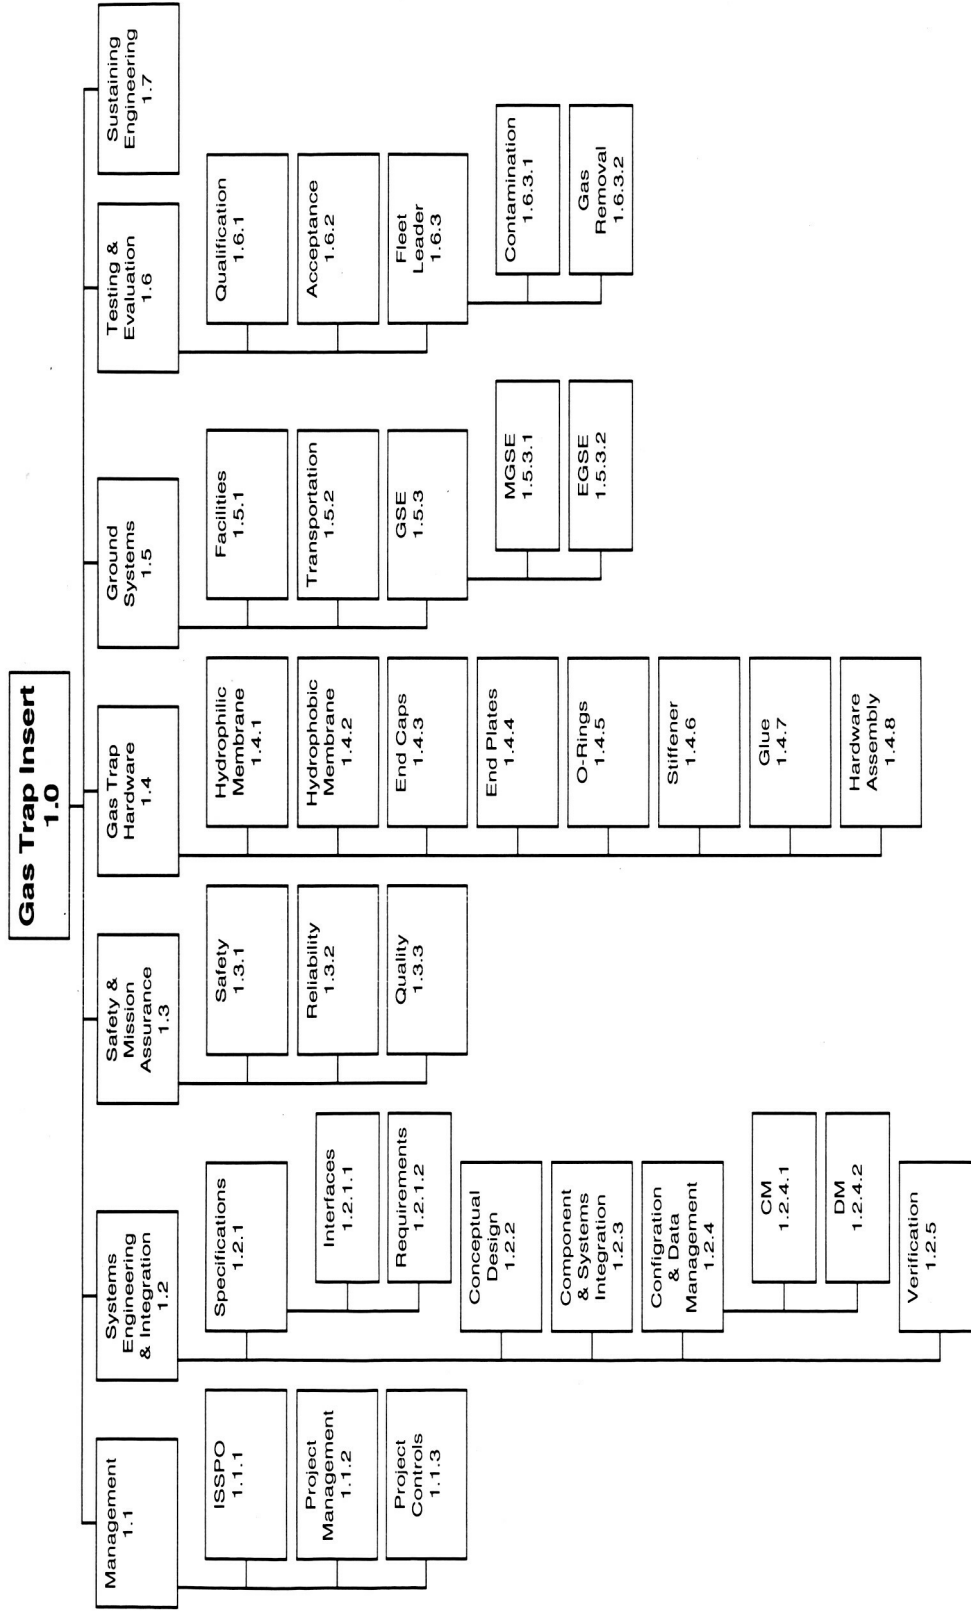 Gas Trap Insert
1.0
Management
1.1
ISSPO
1.1.1
Project
Management
1.1.2
Project
Controls
1.1.3
Systems
Engineering
& Integration
1.2
Specifications
1.2.1
Interfaces
1.2.1.1
Requirements
1.2.1.2
Conceptual
Design
1.2.2
Component
& Systems
Integration
1.2.3
Configration
& Data
Management
1.2.4
CM
1.2.4.1
DM
1.2.4.2
Verification
1.2.5
Safety &
Mission
Assurance
1.3
Safety
1.3.1
Reliability
1.3.2
Quality
1.3.3
Gas Trap
Hardware
1.4
Hydrophilic
Membrane
1.4.1
Hydrophobic
Membrane
1.4.2
End Caps
1.4.3
End Plates
1.4.4
O-Rings
1.4.5
Stiffener
1.4.6
Glue
1.4.7
Hardware
Assembly
1.4.8
Ground
Systems
1.5
Facilities
1.5.1
Transportation
1.5.2
GSE
1.5.3
MGSE
1.5.3.1
EGSE
1.5.3.2
Testing &
Evaluation
1.6
Qualification
1.6.1
Acceptance
1.6.2
Fleet
Leader
1.6.3
Contamination
1.6.3.1
Gas
Removal
1.6.3.2
Sustaining
Engineering
1.7